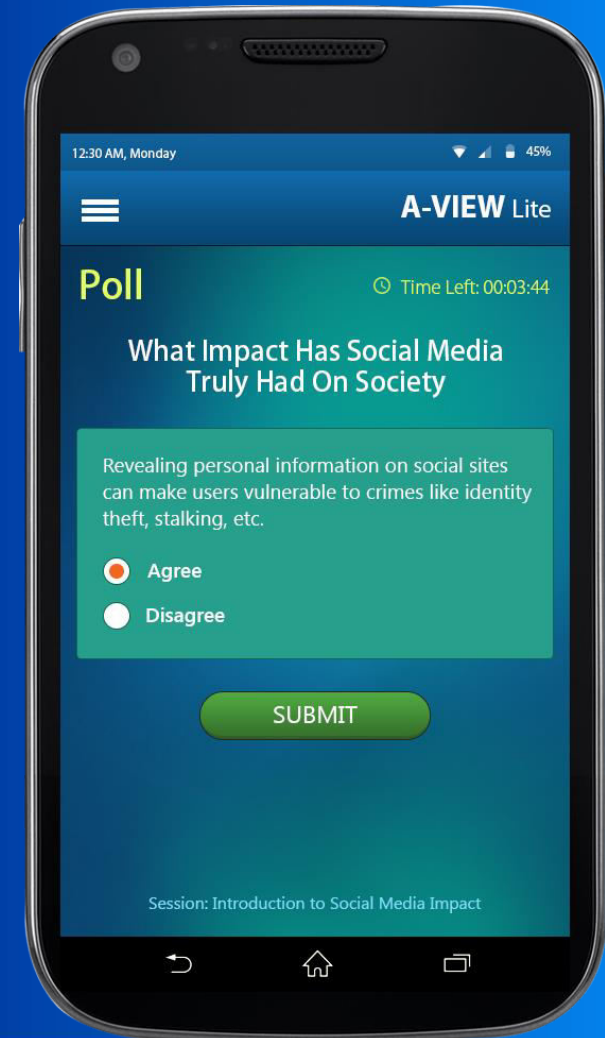 12:30 AM, Monday 45%
A-VIEW Lite
Poll Time Left: 00:03:44
What Impact Has Social Media
Truly Had On Society
Revealing personal information on social sites
can make users vulnerable to crimes like identity
theft, stalking, etc.
Agree
Disagree
SUBMIT
Session: Introduction to Social Media Impact